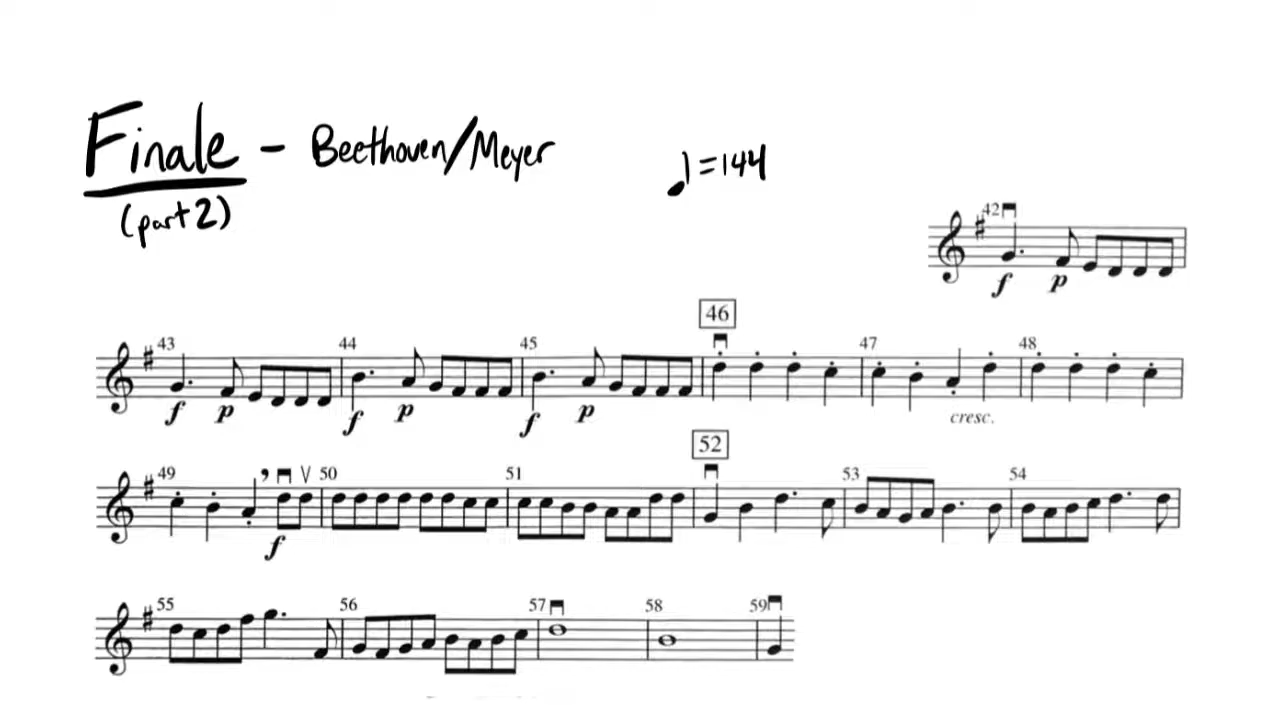 Finale - Beethoven/Meyer
(part 2)
♩=144
42
f p
46
43 44 45 47 48
f p f p f p cresc.
52
49 50 51 53 54
f
55 56 57 58 59